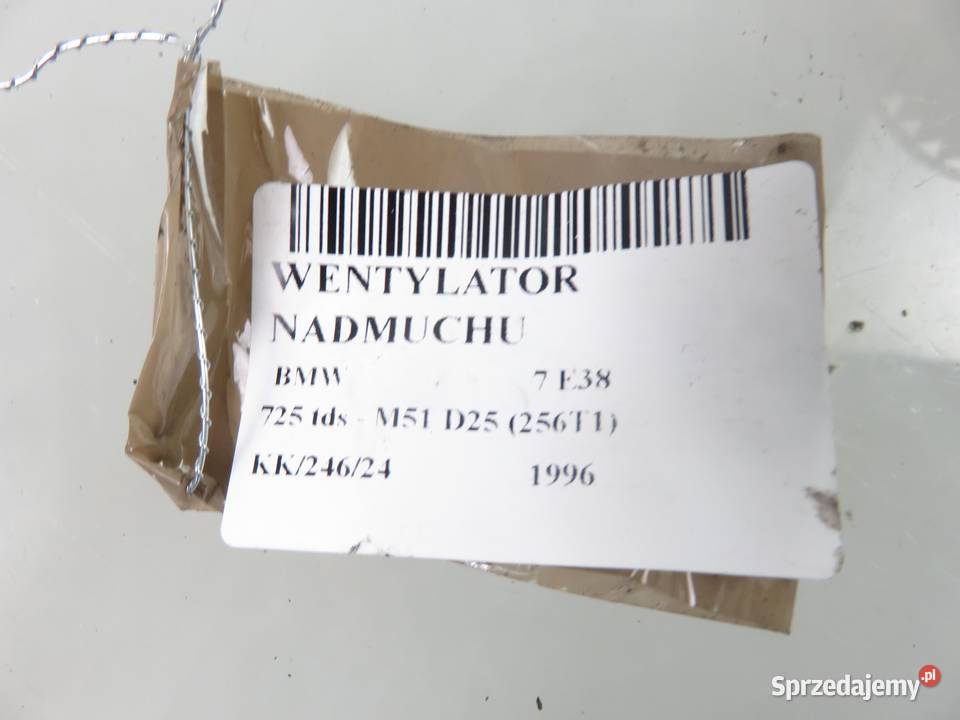 WENTYLATOR
NADMUCHU
BMW 7 E38
725 tds - M51 D25 (256T1)
KK/246/24 1996
Sprzedajemy.pl